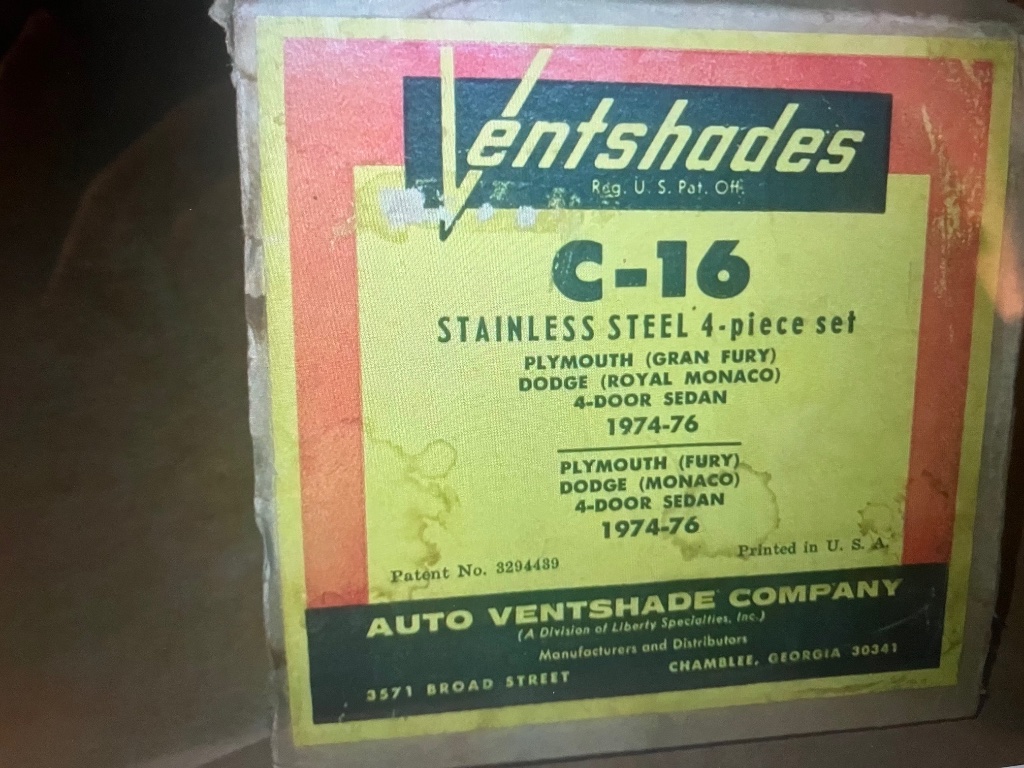 Ventshades
Reg. U. S. Pat. Off.
C-16
STAINLESS STEEL 4-piece set
PLYMOUTH (GRAN FURY)
DODGE (ROYAL MONACO)
4-DOOR SEDAN
1974-76
PLYMOUTH (FURY)
DODGE (MONACO)
4-DOOR SEDAN
1974-76
Patent No. 3294439
Printed in U. S. A.
AUTO VENTSHADE COMPANY
(A Division of Liberty Specialties, Inc.)
Manufacturers and Distributors
3571 BROAD STREET CHAMBLEE, GEORGIA 30341